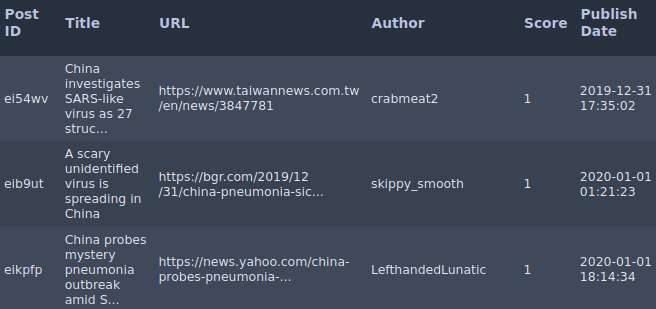 Post ID Title URL Author Score Publish Date
ei54wv
China
investigates
SARS-like
virus as 27
struc...
https://www.taiwannews.com.tw
/en/news/3847781
crabmeat2
1
2019-12-31
17:35:02
eib9ut
A scary
unidentified
virus is
spreading in
China
https://bgr.com/2019/12
/31/china-pneumonia-sic...
skippy_smooth
1
2020-01-01
01:21:23
eikpfp
China probes
mystery
pneumonia
outbreak
amid S...
https://news.yahoo.com/china-
probes-pneumonia-...
LefthandedLunatic
1
2020-01-01
18:14:34